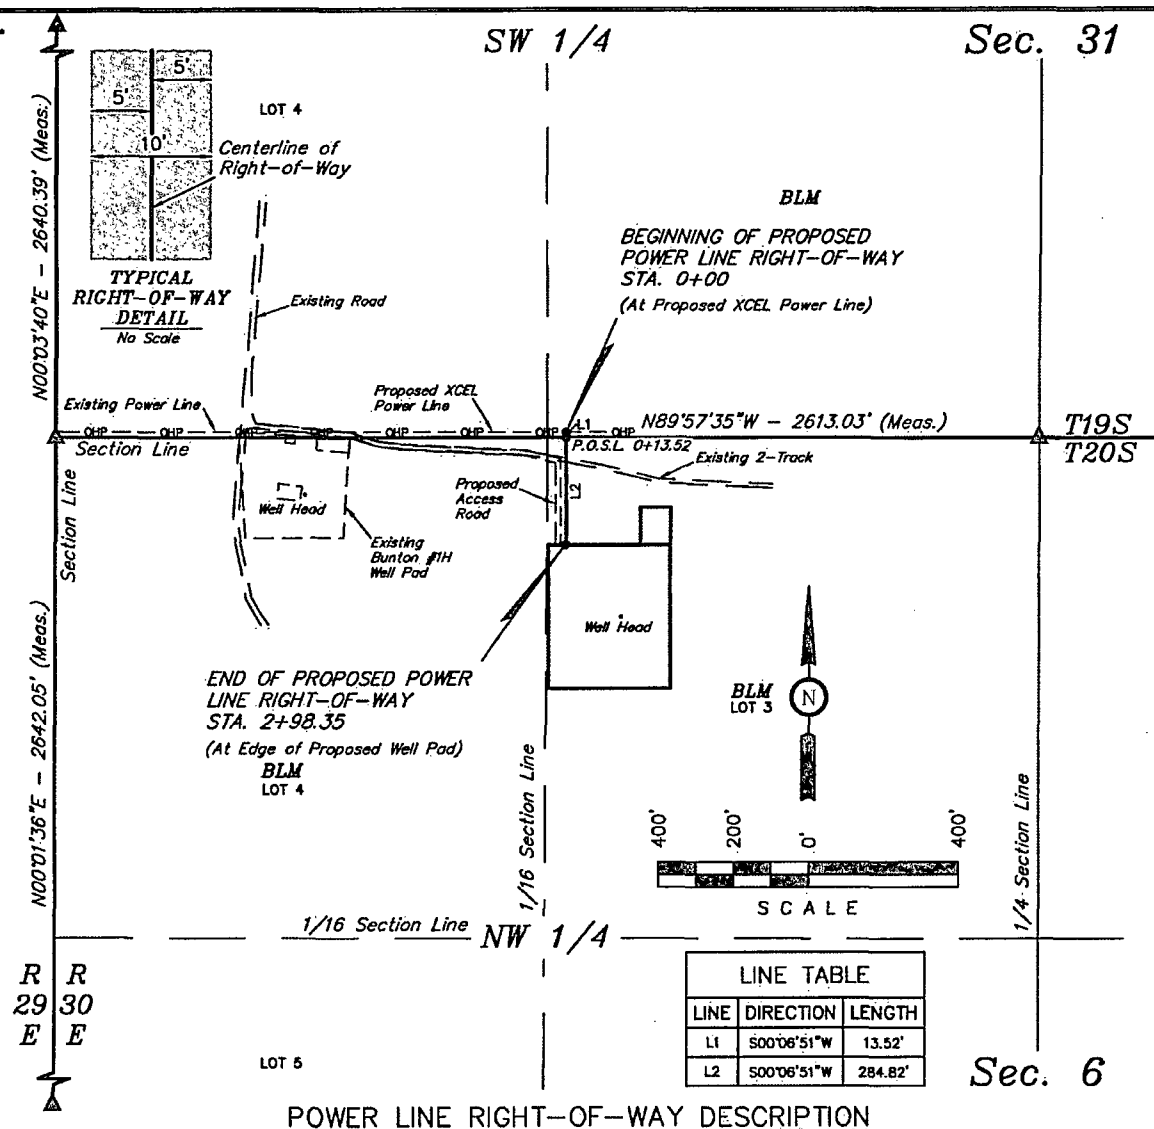 SW 1/4
Sec. 31
5'
5'
10'
LOT 4
Centerline of
Right-of-Way
TYPICAL
RIGHT-OF-WAY
DETAIL
No Scale
N00°03'40"E - 2640.39' (Meas.)
BLM
BEGINNING OF PROPOSED
POWER LINE RIGHT-OF-WAY
STA. 0+00
(At Proposed XCEL Power Line)
Existing Road
Existing Power Line
Proposed XCEL
Power Line
OHP OHP OHP OHP OHP OHP OHP OHP
L1
N89°57'35"W - 2613.03' (Meas.)
T19S
T20S
Section Line
P.O.S.L. 0+13.52
Existing 2-Track
Section Line
Well Head
Proposed
Access
Road
L2
Existing
Bunton #1H
Well Pad
Well Head
END OF PROPOSED POWER
LINE RIGHT-OF-WAY
STA. 2+98.35
(At Edge of Proposed Well Pad)
BLM
LOT 4
N00°01'36"E - 2642.05' (Meas.)
BLM
LOT 3
N
1/16 Section Line
400' 200' 0' 400'
SCALE
1/4 Section Line
1/16 Section Line
NW 1/4
R R
29 30
E E
LOT 5
LINE TABLE
LINE DIRECTION LENGTH
L1 S00°06'51"W 13.52'
L2 S00°06'51"W 284.82'
Sec. 6
POWER LINE RIGHT-OF-WAY DESCRIPTION